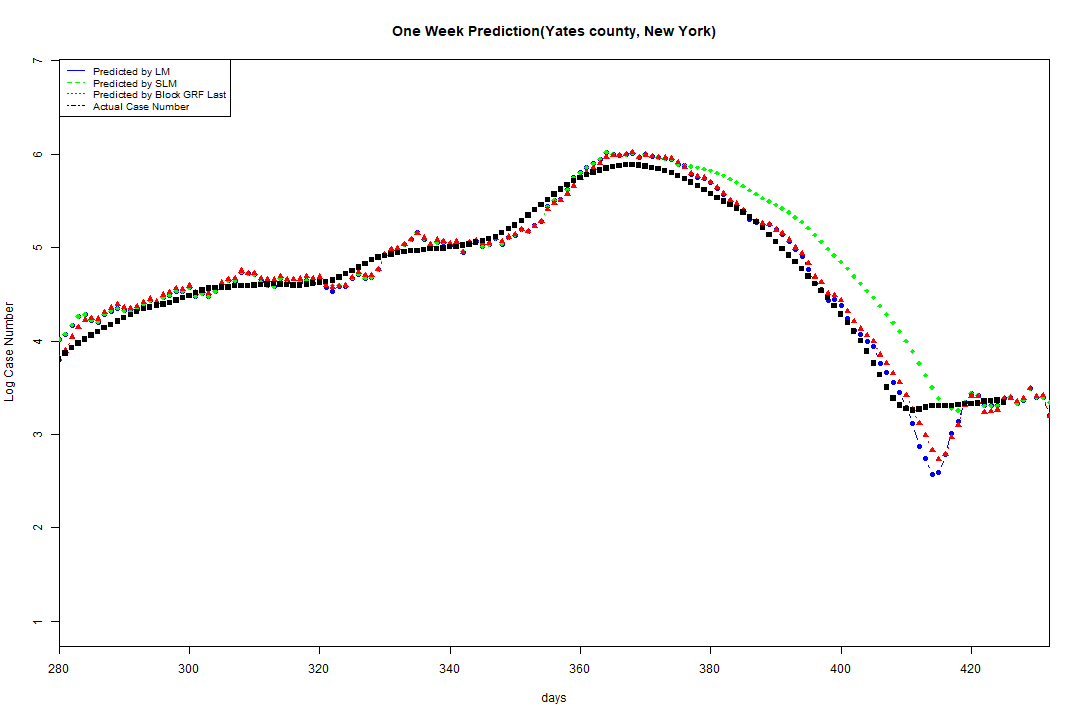 One Week Prediction(Yates county, New York)
Predicted by LM
Predicted by SLM
Predicted by Block GRF Last
Actual Case Number
7
6
5
4
3
2
1
Log Case Number
280 300 320 340 360 380 400 420
days